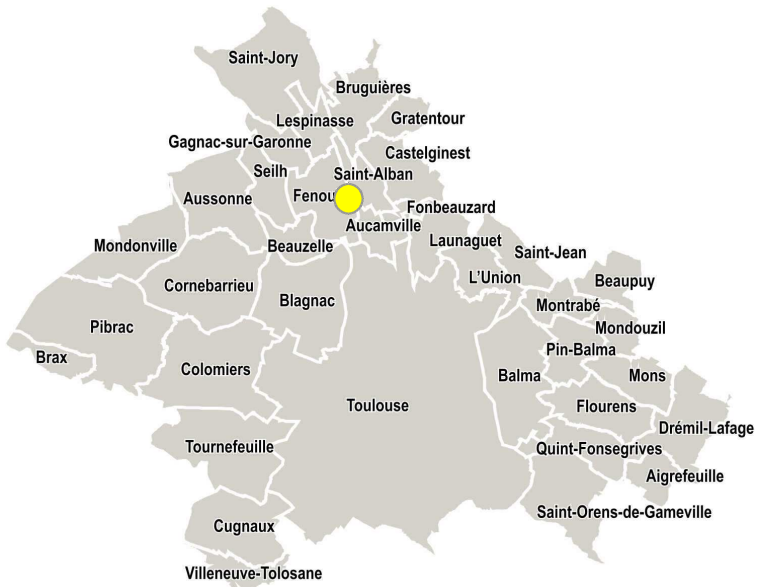 Saint-Jory
Bruguières
Lespinasse
Gratentour
Gagnac-sur-Garonne
Castelginest
Seilh
Saint-Alban
Aussonne
Fenou
Fonbeauzard
Aucamville
Mondonville
Beauzelle
Launaguet
Saint-Jean
L'Union
Cornebarrieu
Beaupuy
Blagnac
Montrabé
Pibrac
Mondouzil
Pin-Balma
Brax
Colomiers
Balma
Mons
Toulouse
Flourens
Drémil-Lafage
Tournefeuille
Quint-Fonsegrives
Aigrefeuille
Saint-Orens-de-Gameville
Cugnaux
Villeneuve-Tolosane